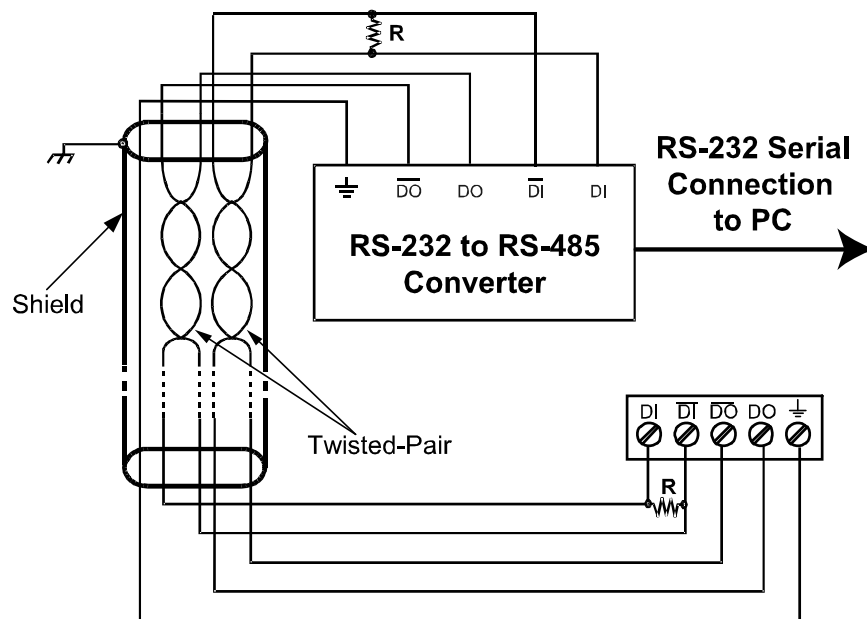 R
DO DO DI DI
RS-232 to RS-485
Converter
RS-232 Serial
Connection
to PC
Shield
Twisted-Pair
DI DI DO DO
R